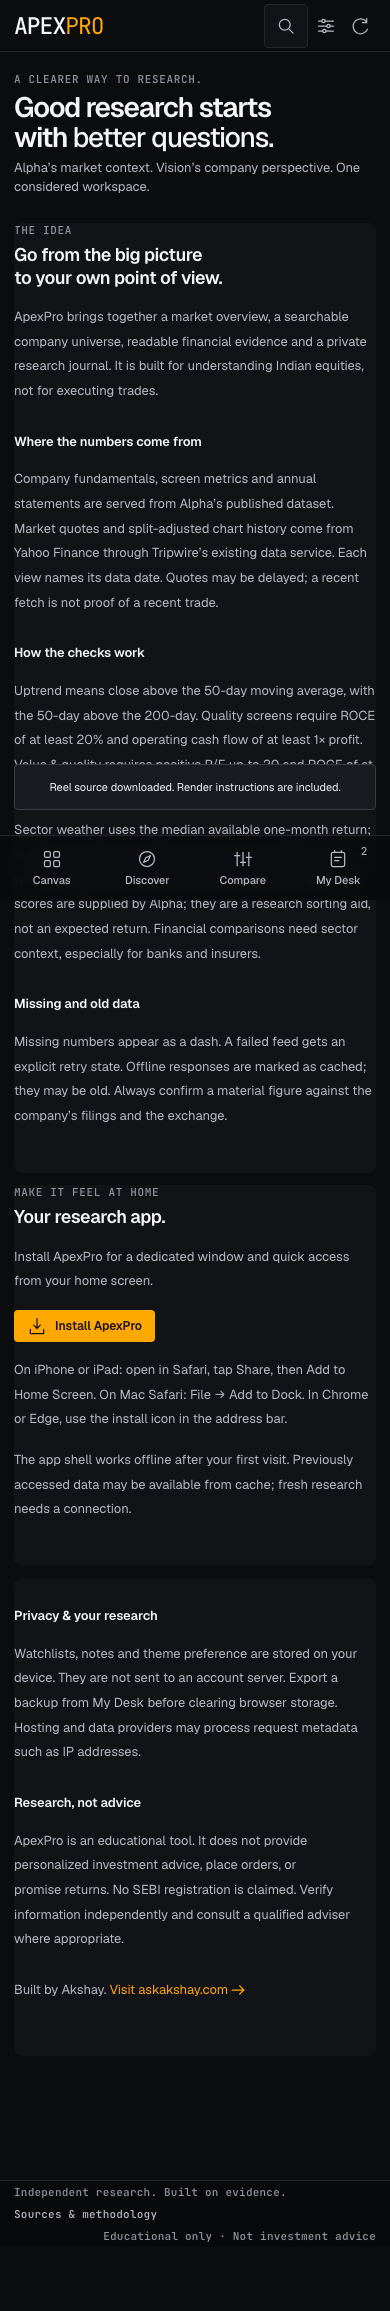 APEXPRO
A CLEARER WAY TO RESEARCH.
Good research starts
with better questions.
Alpha’s market context. Vision’s company perspective. One
considered workspace.
THE IDEA
Go from the big picture
to your own point of view.
ApexPro brings together a market overview, a searchable
company universe, readable financial evidence and a private
research journal. It is built for understanding Indian equities,
not for executing trades.
Where the numbers come from
Company fundamentals, screen metrics and annual
statements are served from Alpha’s published dataset.
Market quotes and split-adjusted chart history come from
Yahoo Finance through Tripwire’s existing data service. Each
view names its data date. Quotes may be delayed; a recent
fetch is not proof of a recent trade.
How the checks work
Uptrend means close above the 50-day moving average, with
the 50-day above the 200-day. Quality screens require ROCE
of at least 20% and operating cash flow of at least 1× profit.
Value & quality requires positive P/E up to 20 and ROCE of at
Reel source downloaded. Render instructions are included.
Sector weather uses the median available one-month return;
Canvas
Discover
Compare
My Desk
2
scores are supplied by Alpha; they are a research sorting aid,
not an expected return. Financial comparisons need sector
context, especially for banks and insurers.
Missing and old data
Missing numbers appear as a dash. A failed feed gets an
explicit retry state. Offline responses are marked as cached;
they may be old. Always confirm a material figure against the
company’s filings and the exchange.
MAKE IT FEEL AT HOME
Your research app.
Install ApexPro for a dedicated window and quick access
from your home screen.
Install ApexPro
On iPhone or iPad: open in Safari, tap Share, then Add to
Home Screen. On Mac Safari: File → Add to Dock. In Chrome
or Edge, use the install icon in the address bar.
The app shell works offline after your first visit. Previously
accessed data may be available from cache; fresh research
needs a connection.
Privacy & your research
Watchlists, notes and theme preference are stored on your
device. They are not sent to an account server. Export a
backup from My Desk before clearing browser storage.
Hosting and data providers may process request metadata
such as IP addresses.
Research, not advice
ApexPro is an educational tool. It does not provide
personalized investment advice, place orders, or
promise returns. No SEBI registration is claimed. Verify
information independently and consult a qualified adviser
where appropriate.
Built by Akshay. Visit askakshay.com →
Independent research. Built on evidence.
Sources & methodology
Educational only · Not investment advice